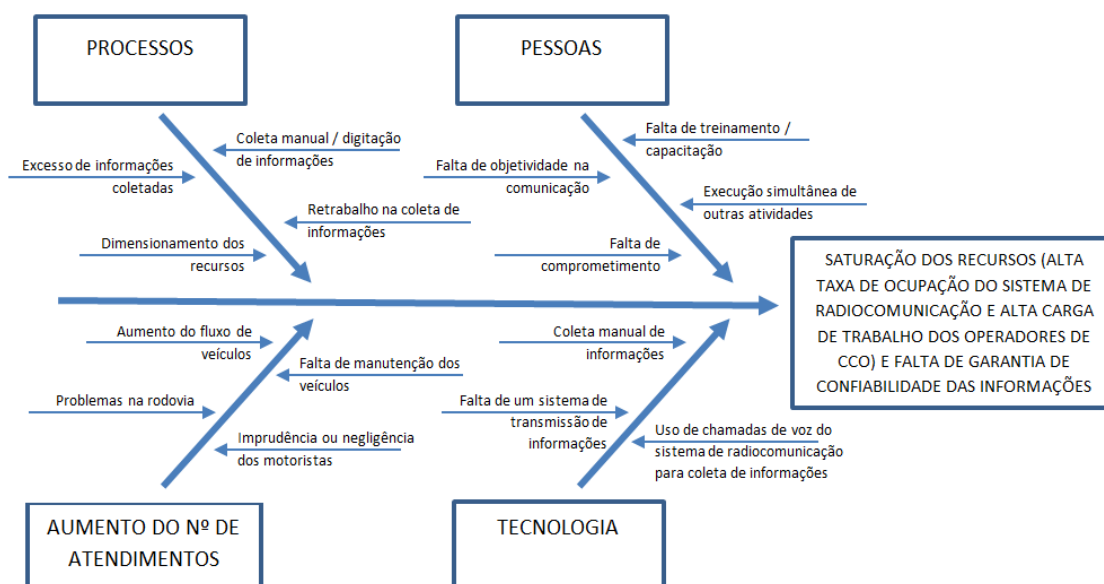 PROCESSOS
PESSOAS
Coleta manual / digitação
de informações
Excesso de informações
coletadas
Retrabalho na coleta de
informações
Dimensionamento dos
recursos
Falta de treinamento /
capacitação
Falta de objetividade na
comunicação
Execução simultânea de
outras atividades
Falta de
comprometimento
SATURAÇÃO DOS RECURSOS (ALTA
TAXA DE OCUPAÇÃO DO SISTEMA DE
RADIOCOMUNICAÇÃO E ALTA CARGA
DE TRABALHO DOS OPERADORES DE
CCO) E FALTA DE GARANTIA DE
CONFIABILIDADE DAS INFORMAÇÕES
Aumento do fluxo de
veículos
Falta de manutenção dos
veículos
Problemas na rodovia
Imprudência ou negligência
dos motoristas
Coleta manual de
informações
Falta de um sistema de
transmissão de
informações
Uso de chamadas de voz do
sistema de radiocomunicação
para coleta de informações
AUMENTO DO Nº DE
ATENDIMENTOS
TECNOLOGIA